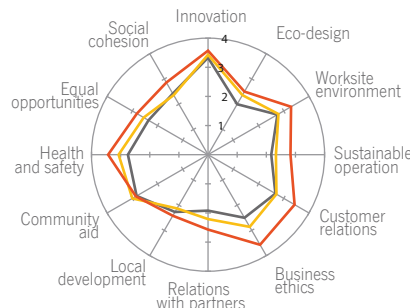 Innovation
Social
cohesion
Eco-design
4
3
2
1
Equal
opportunities
Worksite
environment
Health
and safety
Sustainable
operation
Community
aid
Customer
relations
Local
development
Business
ethics
Relations
with partners